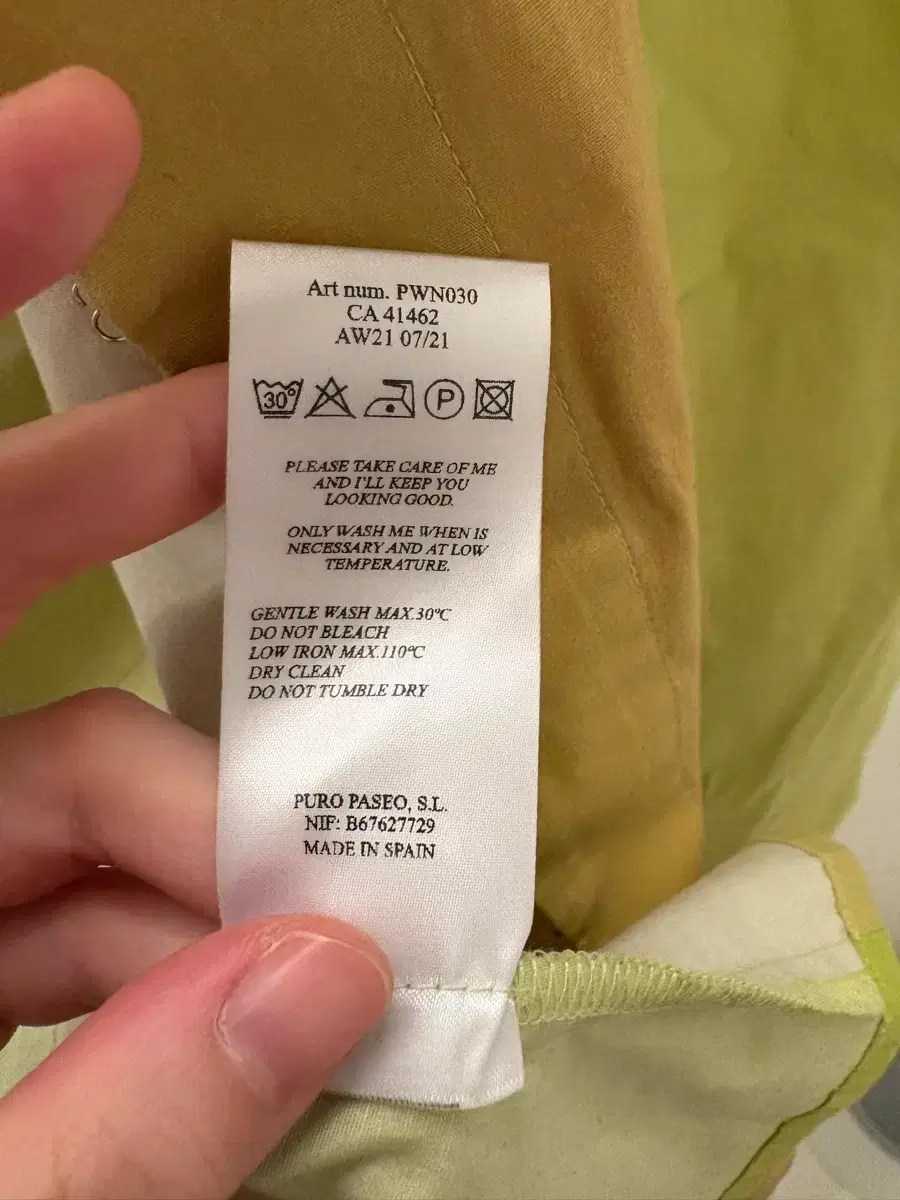 Art num. PWN030
CA 41462
AW21 07/21
30° P
PLEASE TAKE CARE OF ME
AND I'LL KEEP YOU
LOOKING GOOD.
ONLY WASH ME WHEN IS
NECESSARY AND AT LOW
TEMPERATURE.
GENTLE WASH MAX.30ºC
DO NOT BLEACH
LOW IRON MAX.110ºC
DRY CLEAN
DO NOT TUMBLE DRY
PURO PASEO, S.L.
NIF: B67627729
MADE IN SPAIN